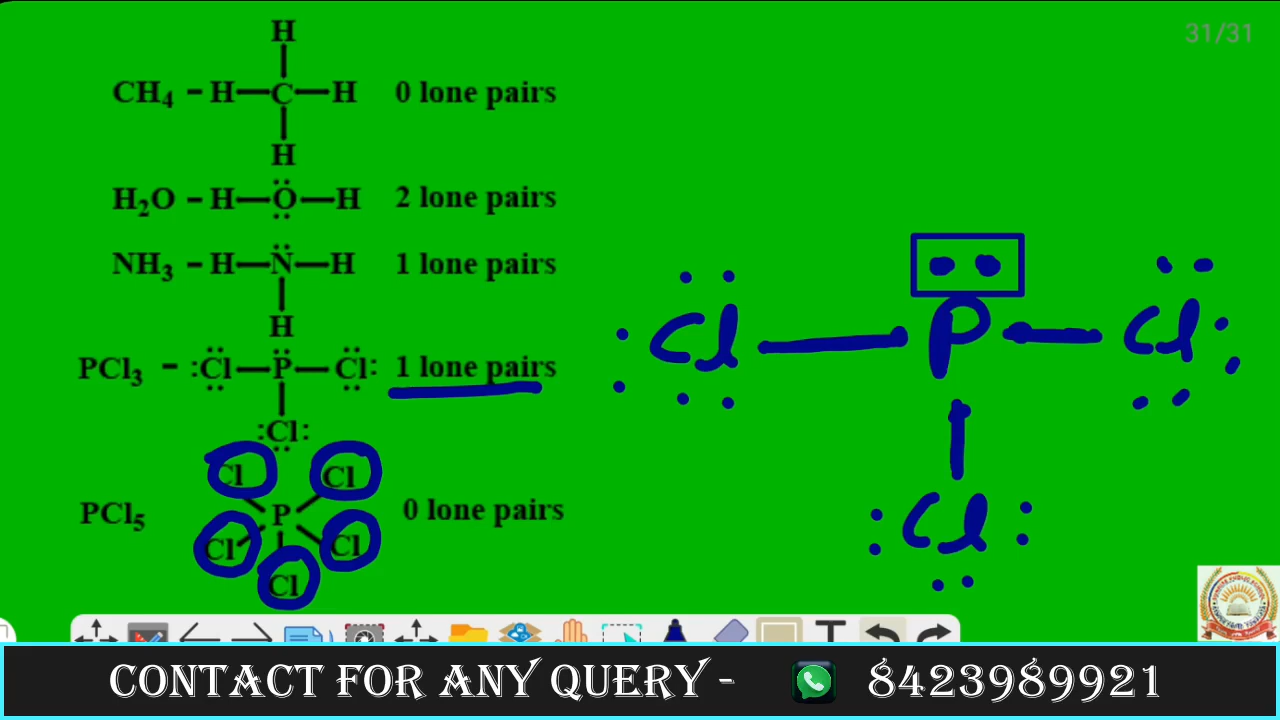 31/31
H
CH₄ – H—C—H 0 lone pairs
H
H₂O – H—O—H 2 lone pairs
NH₃ – H—N—H 1 lone pairs
H
PCl₃ – :Cl—P—Cl: 1 lone pairs
:Cl:
Cl Cl
PCl₅ P 0 lone pairs
Cl Cl
Cl
Cl — P — Cl
:Cl:
CONTACT FOR ANY QUERY - 8423989921